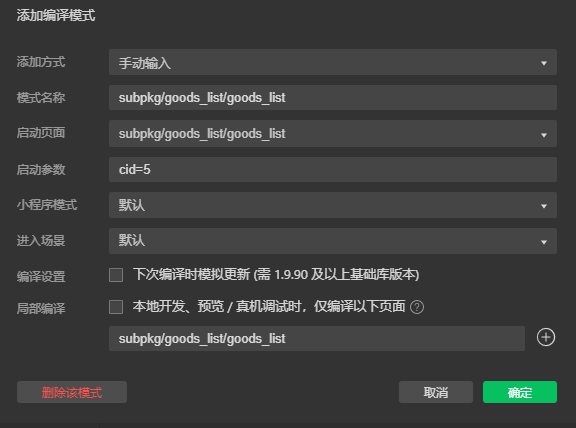 添加编译模式
添加方式 手动输入
模式名称 subpkg/goods_list/goods_list
启动页面 subpkg/goods_list/goods_list
启动参数 cid=5
小程序模式 默认
进入场景 默认
编译设置 下次编译时模拟更新 (需 1.9.90 及以上基础库版本)
局部编译 本地开发、预览 / 真机调试时，仅编译以下页面 ?
subpkg/goods_list/goods_list
删除该模式 取消 确定